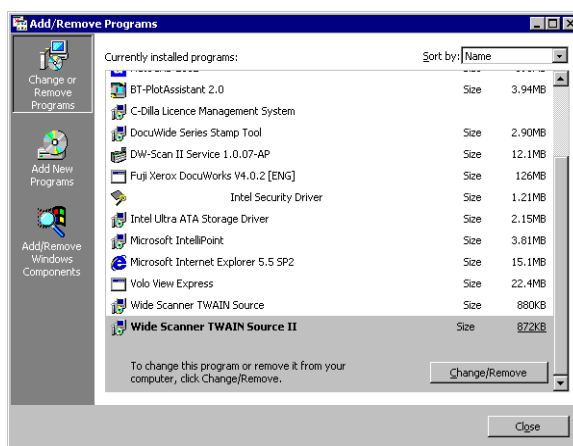 Add/Remove Programs
Currently installed programs:
Sort by: Name
Change or
Remove
Programs
Add New
Programs
Add/Remove
Windows
Components
BT-PlotAssistant 2.0 Size 3.94MB
C-Dilla Licence Management System
DocuWide Series Stamp Tool Size 2.90MB
DW-Scan II Service 1.0.07-AP Size 12.1MB
Fuji Xerox DocuWorks V4.0.2 [ENG] Size 126MB
Intel Security Driver Size 1.21MB
Intel Ultra ATA Storage Driver Size 2.15MB
Microsoft IntelliPoint Size 3.81MB
Microsoft Internet Explorer 5.5 SP2 Size 15.1MB
Volo View Express Size 22.4MB
Wide Scanner TWAIN Source Size 880KB
Wide Scanner TWAIN Source II Size 872KB
To change this program or remove it from your
computer, click Change/Remove.
Change/Remove
Close